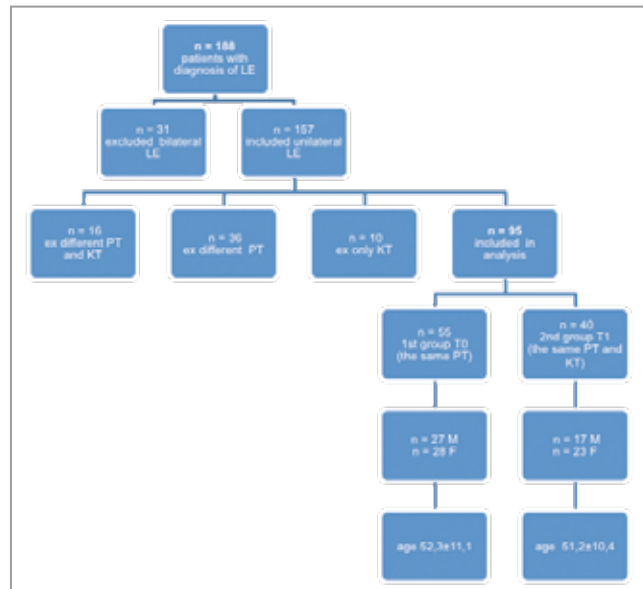 n = 188
patients with
diagnosis of LE
n = 31
excluded bilateral
LE
n = 157
included unilateral
LE
n = 16
ex different PT
and KT
n = 36
ex different PT
n = 10
ex only KT
n = 95
included in
analysis
n = 55
1st group T0
(the same PT)
n = 40
2nd group T1
(the same PT and
KT)
n = 27 M
n = 28 F
n = 17 M
n = 23 F
age 52,3±11,1
age 51,2±10,4